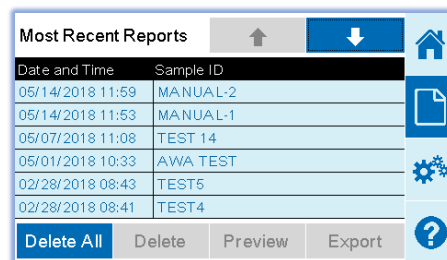 Most Recent Reports
Date and Time Sample ID
05/14/2018 11:59 MANUAL-2
05/14/2018 11:53 MANUAL-1
05/07/2018 11:08 TEST 14
05/01/2018 10:33 AWA TEST
02/28/2018 08:43 TEST5
02/28/2018 08:41 TEST4
Delete All Delete Preview Export
?